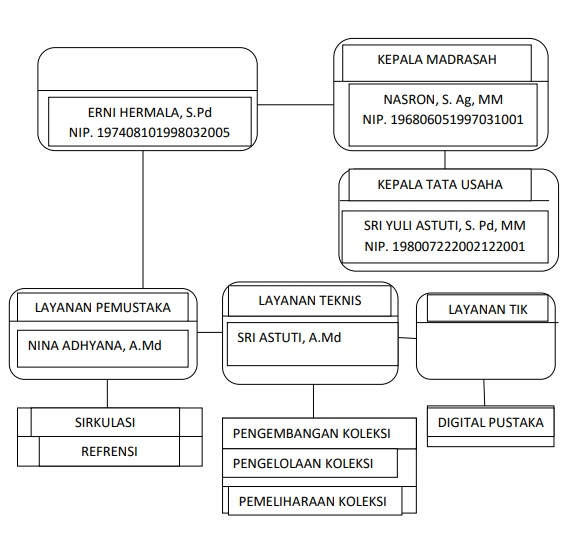 KEPALA MADRASAH
NASRON, S. Ag, MM
NIP. 196806051997031001
ERNI HERMALA, S.Pd
NIP. 197408101998032005
KEPALA TATA USAHA
SRI YULI ASTUTI, S. Pd, MM
NIP. 198007222002122001
LAYANAN PEMUSTAKA
NINA ADHYANA, A.Md
LAYANAN TEKNIS
SRI ASTUTI, A.Md
LAYANAN TIK
SIRKULASI
REFRENSI
PENGEMBANGAN KOLEKSI
PENGELOLAAN KOLEKSI
PEMELIHARAAN KOLEKSI
DIGITAL PUSTAKA